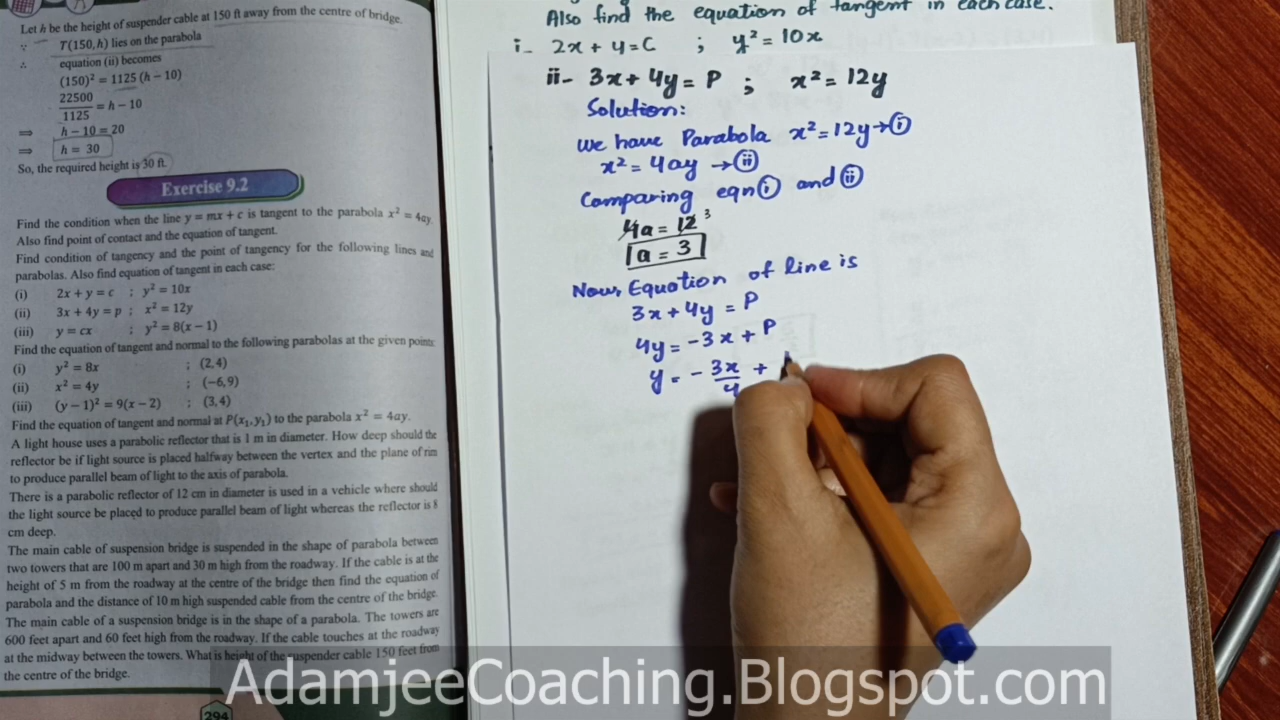 Let h be the height of suspender cable at 150 ft away from the centre of bridge.
∵ T(150, h) lies on the parabola
∴ equation (ii) becomes
(150)² = 1125 (h − 10)
22500/1125 = h − 10
⟹ h − 10 = 20
⟹ h = 30
So, the required height is 30 ft.
Exercise 9.2
Find the condition when the line y = mx + c is tangent to the parabola x² = 4ay.
Also find point of contact and the equation of tangent.
Find condition of tangency and the point of tangency for the following lines and
parabolas. Also find equation of tangent in each case:
(i) 2x + y = c ; y² = 10x
(ii) 3x + 4y = p ; x² = 12y
(iii) y = cx ; y² = 8(x − 1)
Find the equation of tangent and normal to the following parabolas at the given points:
(i) y² = 8x ; (2, 4)
(ii) x² = 4y ; (−6, 9)
(iii) (y − 1)² = 9(x − 2) ; (3, 4)
Find the equation of tangent and normal at P(x₁, y₁) to the parabola x² = 4ay.
A light house uses a parabolic reflector that is 1 m in diameter. How deep should the
reflector be if light source is placed halfway between the vertex and the plane of rim
to produce parallel beam of light to the axis of parabola.
There is a parabolic reflector of 12 cm in diameter is used in a vehicle where should
the light source be placed to produce parallel beam of light whereas the reflector is 8
cm deep.
The main cable of suspension bridge is suspended in the shape of parabola between
two towers that are 100 m apart and 30 m high from the roadway. If the cable is at the
height of 5 m from the roadway at the centre of the bridge then find the equation of
parabola and the distance of 10 m high suspended cable from the centre of the bridge.
The main cable of a suspension bridge is in the shape of a parabola. The towers are
600 feet apart and 60 feet high from the roadway. If the cable touches at the roadway
at the midway between the towers. What is height of the suspender cable 150 feet from
the centre of the bridge.
294
Also find the equation of tangent in each case.
i- 2x + y = C ; y² = 10x
ii- 3x + 4y = P ; x² = 12y
Solution:
We have Parabola x² = 12y → (i)
x² = 4ay → (ii)
Comparing eqn (i) and (ii)
4a = 12 3
a = 3
Now, Equation of line is
3x + 4y = P
4y = -3x + P
y = - 3x/4 +
AdamjeeCoaching.Blogspot.com